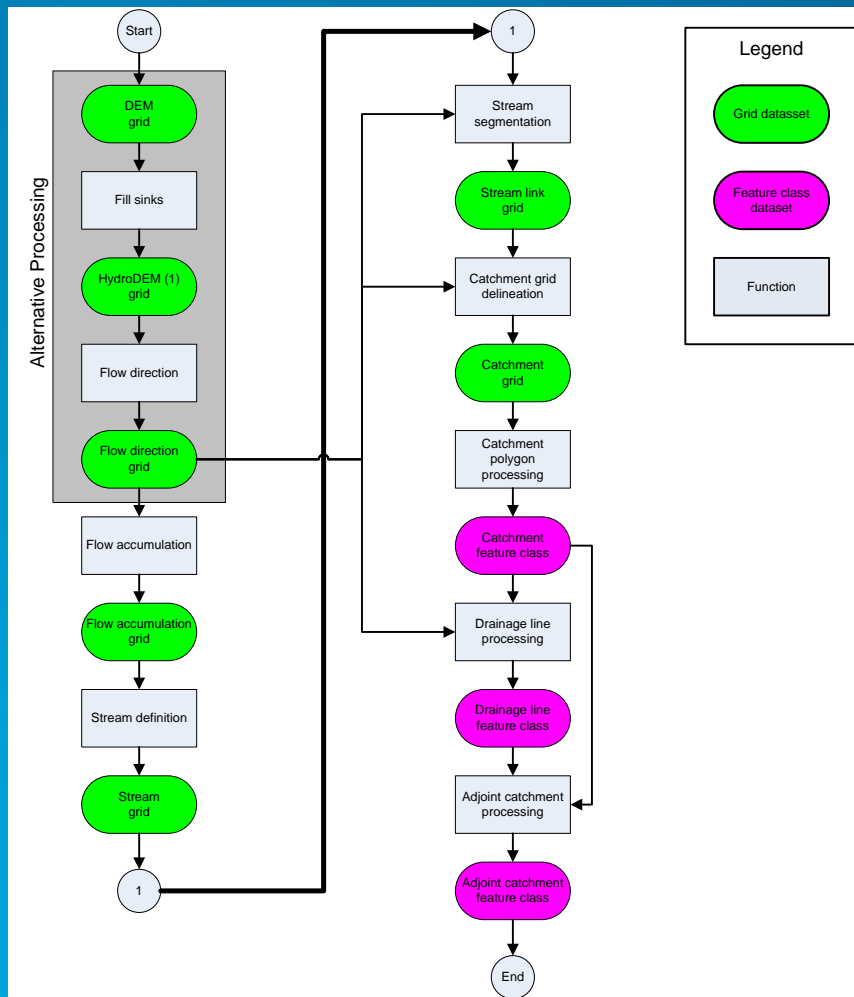 Start
Alternative Processing
DEM
grid
Fill sinks
HydroDEM (1)
grid
Flow direction
Flow direction
grid
Flow accumulation
Flow accumulation
grid
Stream definition
Stream
grid
1
1
Stream
segmentation
Stream link
grid
Catchment grid
delineation
Catchment
grid
Catchment
polygon
processing
Catchment
feature class
Drainage line
processing
Drainage line
feature class
Adjoint catchment
processing
Adjoint catchment
feature class
End
Legend
Grid datasset
Feature class
dataset
Function